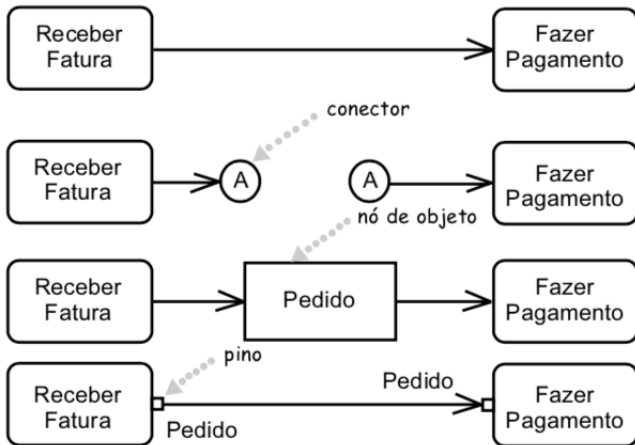 Receber
Fatura
Fazer
Pagamento
conector
Receber
Fatura
A
A
Fazer
Pagamento
nó de objeto
Receber
Fatura
Pedido
Fazer
Pagamento
pino
Receber
Fatura
Pedido
Pedido
Fazer
Pagamento